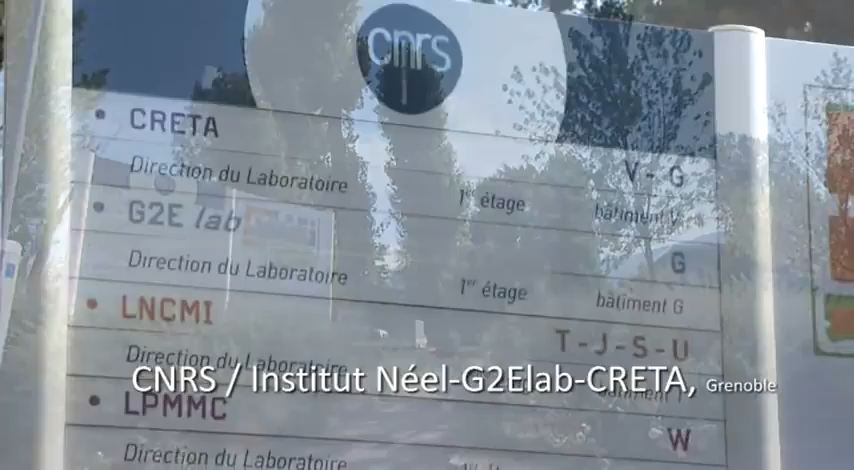 cnrs
CRETA V - G
Direction du Laboratoire 1er étage bâtiment V
G2E lab G
Direction du Laboratoire 1er étage bâtiment G
LNCMI T - J - S - U
Direction du Laboratoire bâtiment
CNRS / Institut Néel-G2Elab-CRETA, Grenoble
LPMMC W
Direction du Laboratoire